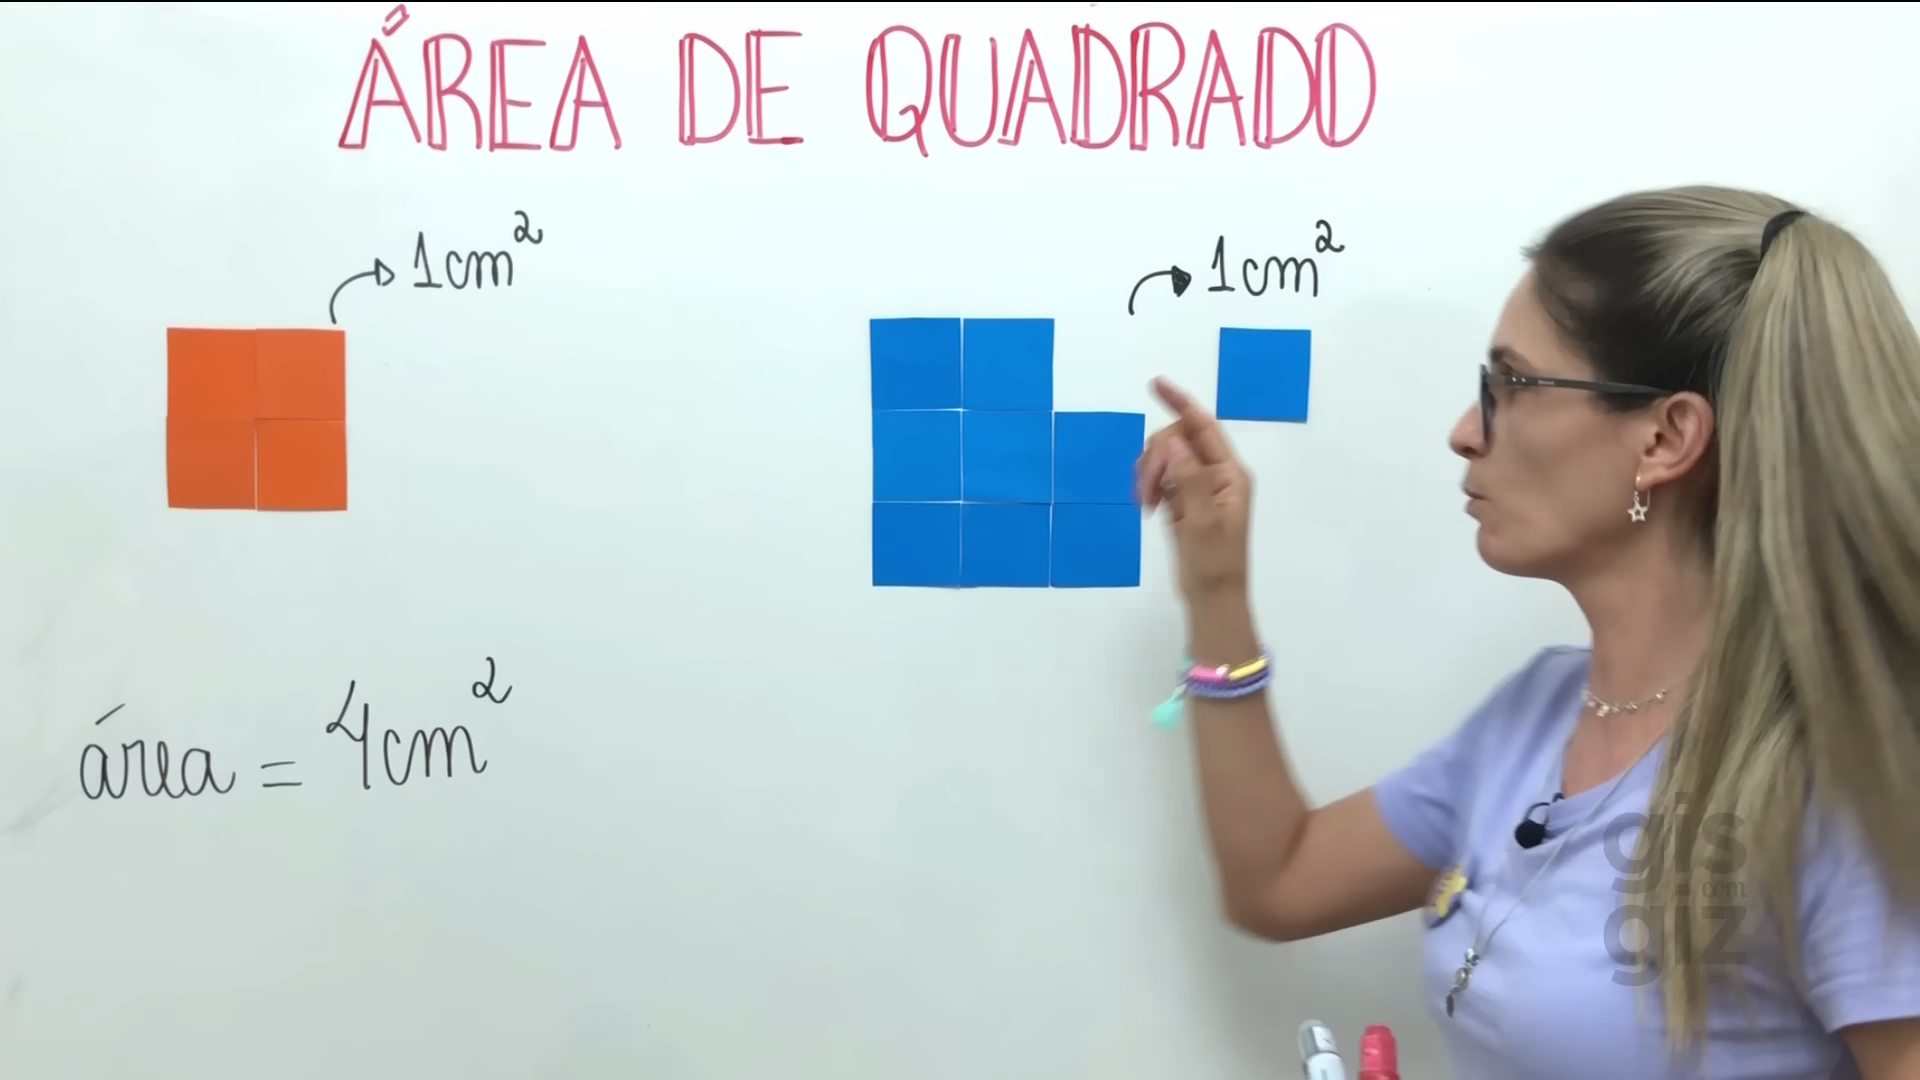 ÁREA DE QUADRADO
1cm²
1cm²
área = 4cm²
gis
com
giz